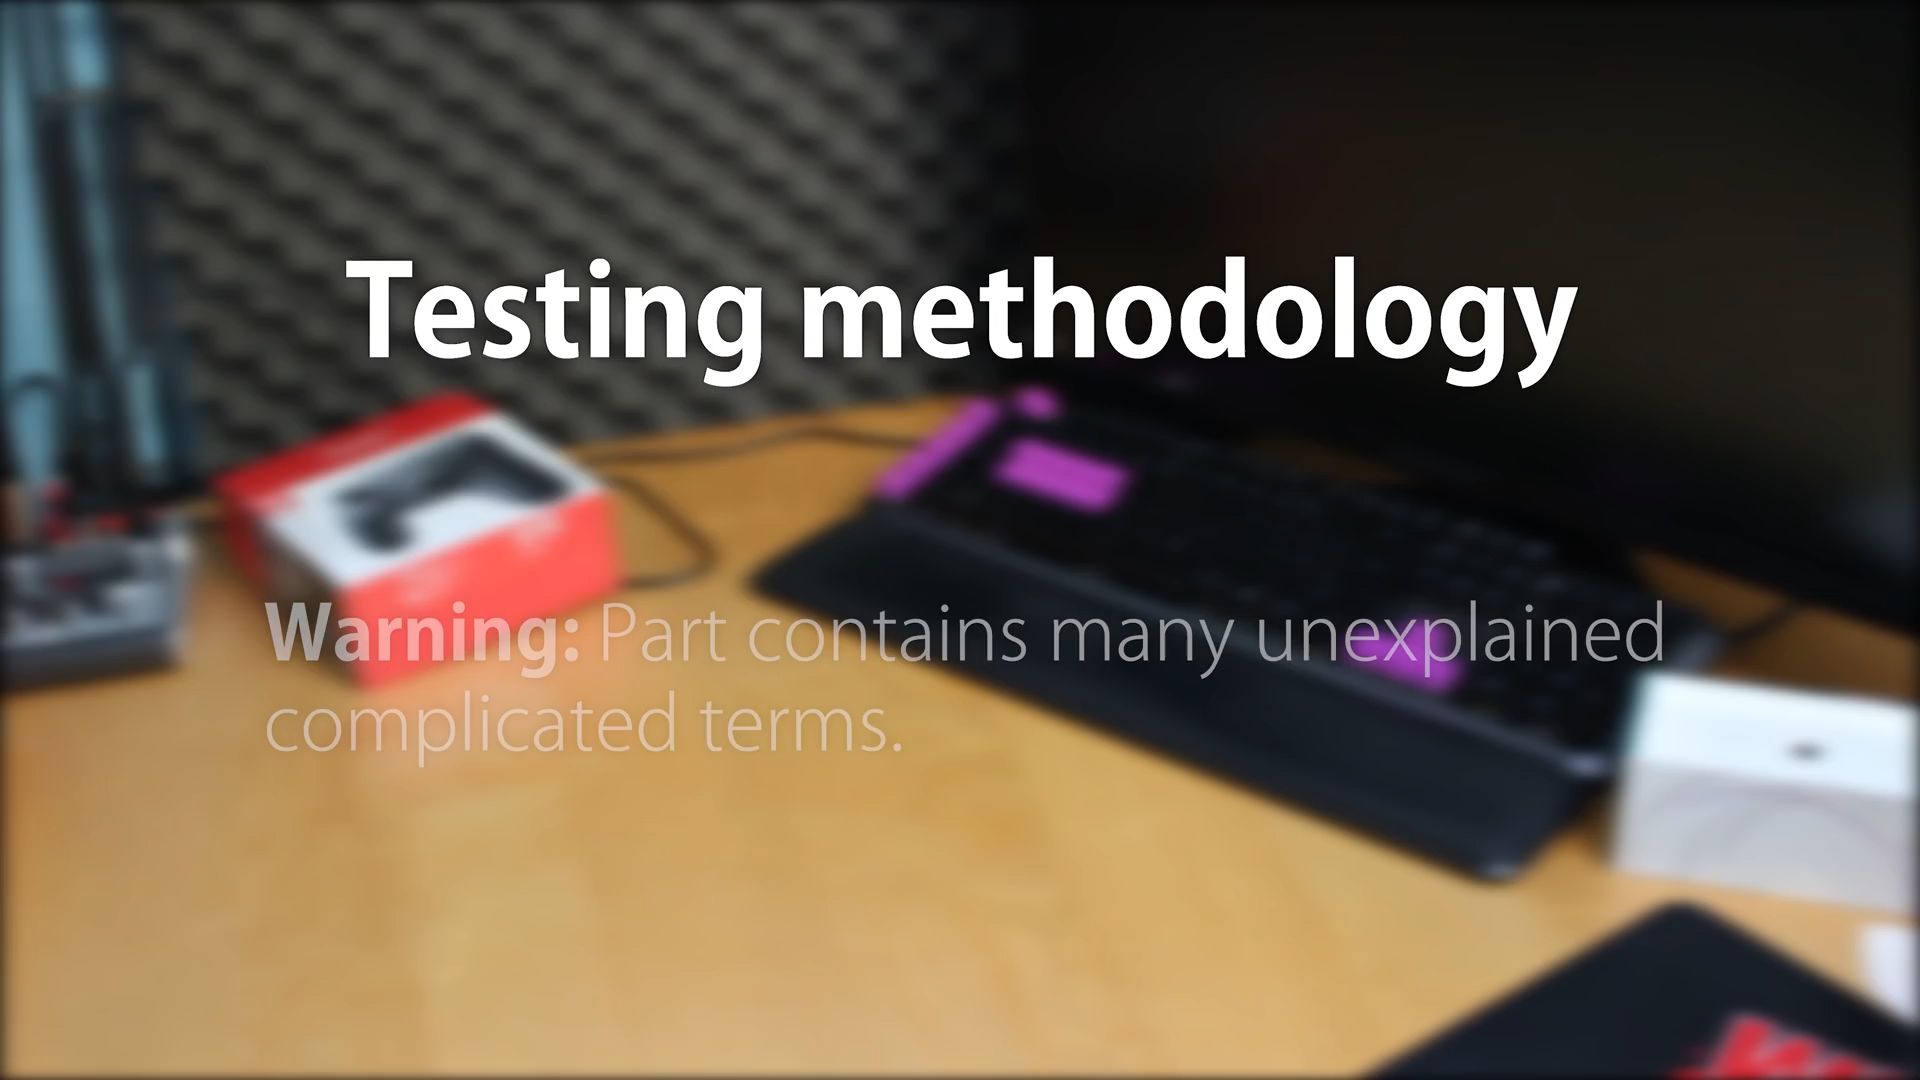 Testing methodology
Warning: Part contains many unexplained
complicated terms.